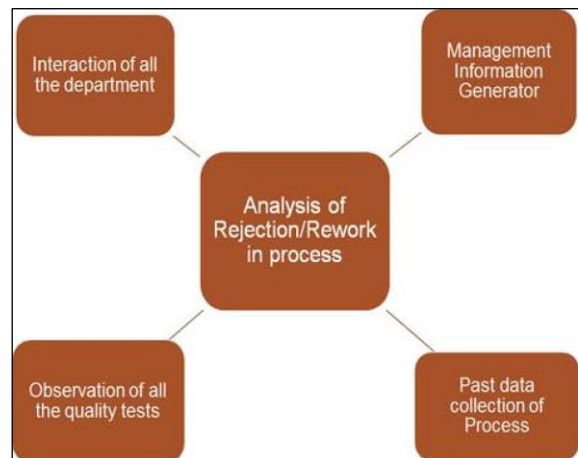 Interaction of all
the department
Management
Information
Generator
Analysis of
Rejection/Rework
in process
Observation of all
the quality tests
Past data
collection of
Process